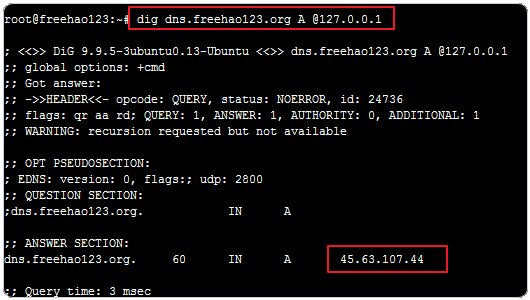 root@freehao123:~# dig dns.freehao123.org A @127.0.0.1
; <<>> DiG 9.9.5-3ubuntu0.13-Ubuntu <<>> dns.freehao123.org A @127.0.0.1
;; global options: +cmd
;; Got answer:
;; ->>HEADER<<- opcode: QUERY, status: NOERROR, id: 24736
;; flags: qr aa rd; QUERY: 1, ANSWER: 1, AUTHORITY: 0, ADDITIONAL: 1
;; WARNING: recursion requested but not available
;; OPT PSEUDOSECTION:
; EDNS: version: 0, flags:; udp: 2800
;; QUESTION SECTION:
;dns.freehao123.org. IN A
;; ANSWER SECTION:
dns.freehao123.org. 60 IN A 45.63.107.44
;; Query time: 3 msec